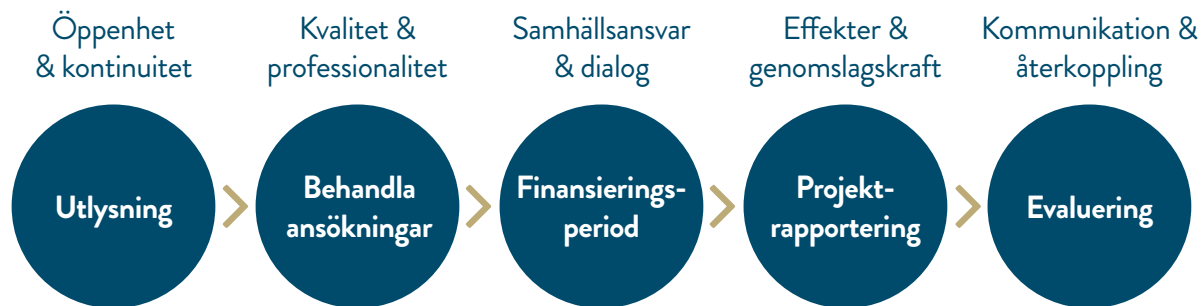 Öppenhet
& kontinuitet
Kvalitet &
professionalitet
Samhällsansvar
& dialog
Effekter &
genomslagskraft
Kommunikation &
återkoppling
Utlysning
Behandla
ansökningar
Finansierings-
period
Projekt-
rapportering
Evaluering